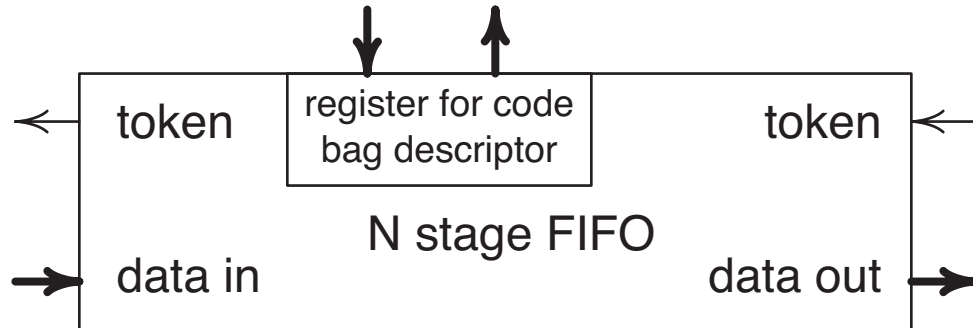 token
register for code
bag descriptor
token
N stage FIFO
data in
data out